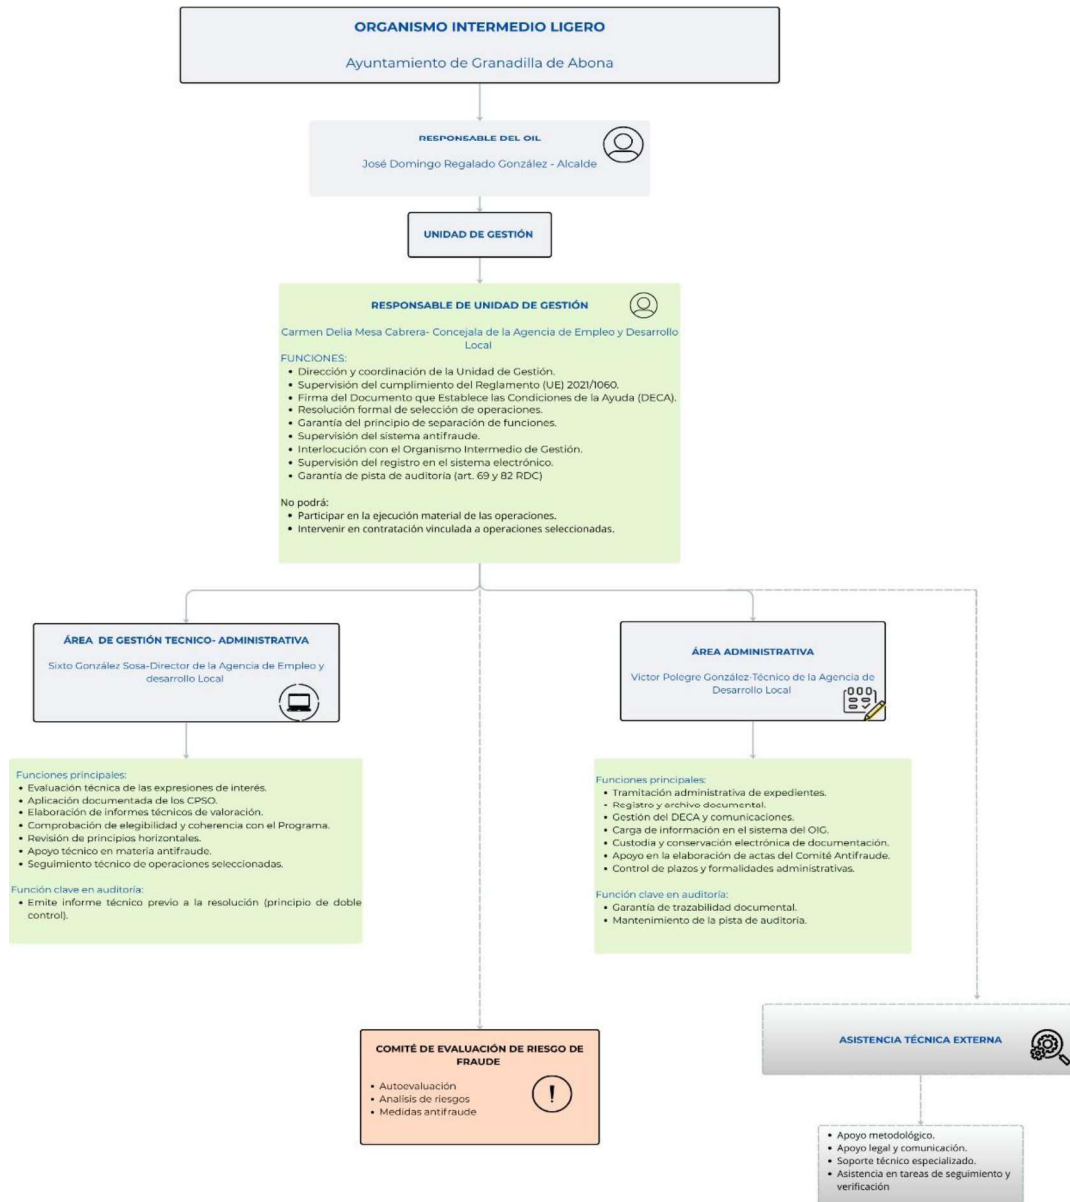 ORGANISMO INTERMEDIO LIGERO
Ayuntamiento de Granadilla de Abona
RESPONSABLE DEL OIL
José Domingo Regalado González - Alcalde
UNIDAD DE GESTIÓN
RESPONSABLE DE UNIDAD DE GESTIÓN
Carmen Delia Mesa Cabrera- Concejala de la Agencia de Empleo y Desarrollo
Local
FUNCIONES:
• Dirección y coordinación de la Unidad de Gestión.
• Supervisión del cumplimiento del Reglamento (UE) 2021/1060.
• Firma del Documento que Establece las Condiciones de la Ayuda (DECA).
• Resolución formal de selección de operaciones.
• Garantía del principio de separación de funciones.
• Supervisión del sistema antifraude.
• Interlocución con el Organismo Intermedio de Gestión.
• Supervisión del registro en el sistema electrónico.
• Garantía de pista de auditoría (art. 69 y 82 RDC)
No podrá:
• Participar en la ejecución material de las operaciones.
• Intervenir en contratación vinculada a operaciones seleccionadas.
ÁREA DE GESTIÓN TECNICO- ADMINISTRATIVA
Sixto González Sosa-Director de la Agencia de Empleo y
desarrollo Local
Funciones principales:
• Evaluación técnica de las expresiones de interés.
• Aplicación documentada de los CPSO.
• Elaboración de informes técnicos de valoración.
• Comprobación de elegibilidad y coherencia con el Programa.
• Revisión de principios horizontales.
• Apoyo técnico en materia antifraude.
• Seguimiento técnico de operaciones seleccionadas.
Función clave en auditoría:
• Emite informe técnico previo a la resolución (principio de doble
control).
ÁREA ADMINISTRATIVA
Victor Polegre González-Técnico de la Agencia de
Desarrollo Local
Funciones principales:
• Tramitación administrativa de expedientes.
• Registro y archivo documental.
• Gestión del DECA y comunicaciones.
• Carga de información en el sistema del OIG.
• Custodia y conservación electrónica de documentación.
• Apoyo en la elaboración de actas del Comité Antifraude.
• Control de plazos y formalidades administrativas.
Función clave en auditoría:
• Garantía de trazabilidad documental.
• Mantenimiento de la pista de auditoría.
COMITÉ DE EVALUACIÓN DE RIESGO DE
FRAUDE
• Autoevaluación
• Analisis de riesgos
• Medidas antifraude
ASISTENCIA TÉCNICA EXTERNA
• Apoyo metodológico.
• Apoyo legal y comunicación.
• Soporte técnico especializado.
• Asistencia en tareas de seguimiento y
verificación